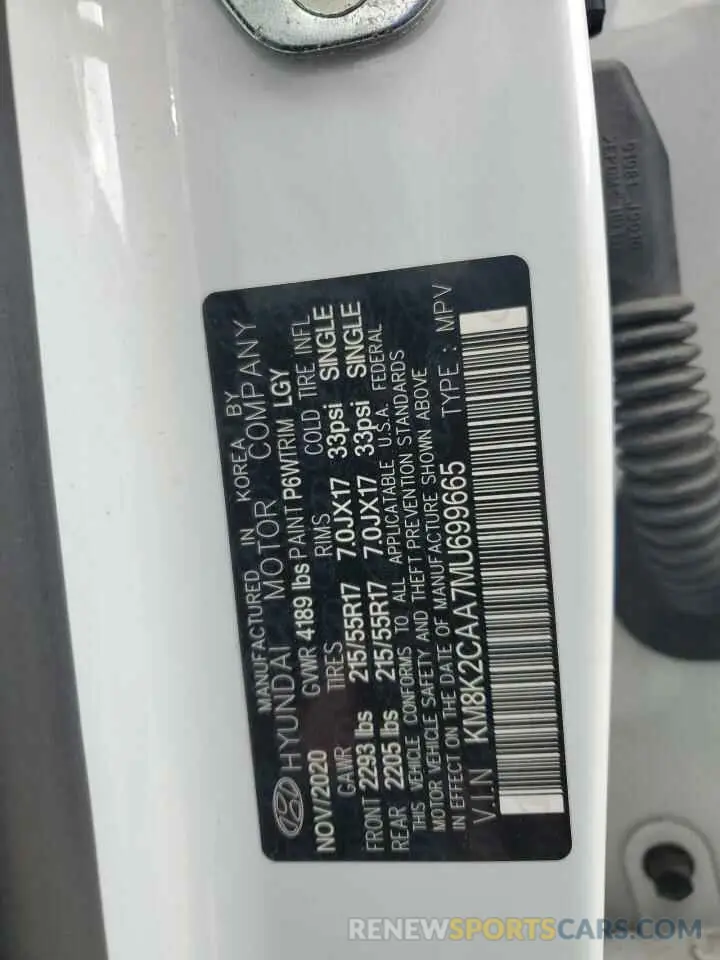 MANUFACTURED IN KOREA BY
HYUNDAI MOTOR COMPANY
NOV/2020 GVWR 4189 lbs PAINT P6WTRIM LGY
GAWR TIRES RIMS COLD TIRE INFL
FRONT 2293 lbs 215/55R17 7.0JX17 33psi SINGLE
REAR 2205 lbs 215/55R17 7.0JX17 33psi SINGLE
THIS VEHICLE CONFORMS TO ALL APPLICABLE U.S.A. FEDERAL
MOTOR VEHICLE SAFETY AND THEFT PREVENTION STANDARDS
IN EFFECT ON THE DATE OF MANUFACTURE SHOWN ABOVE
V.I.N KM8K2CAA7MU699665 TYPE : MPV
RENEWSPORTSCARS.COM